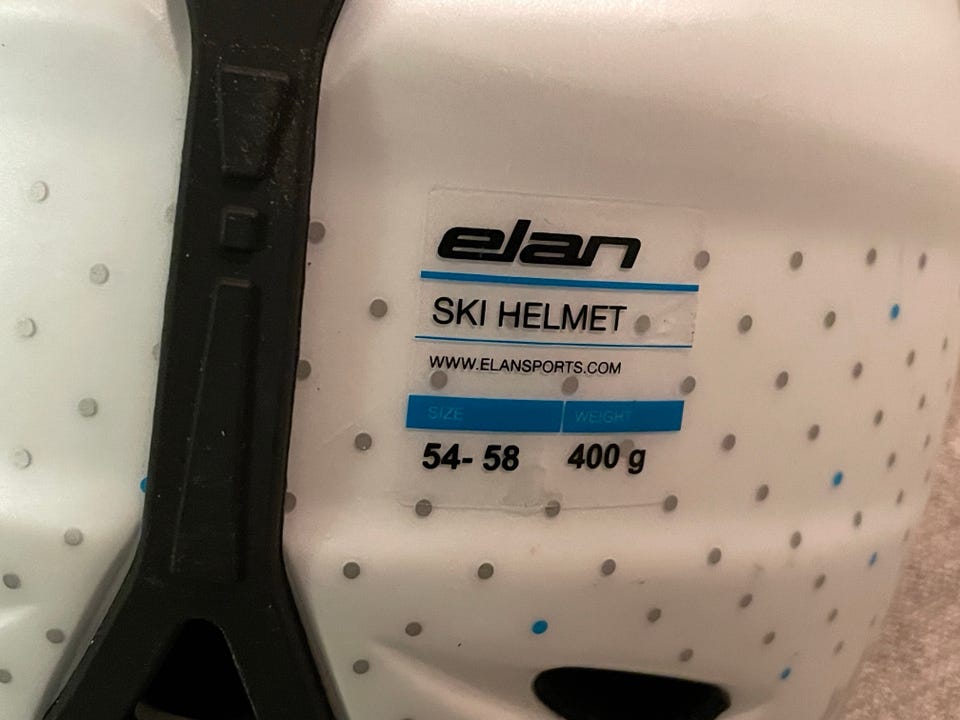 elan
SKI HELMET
WWW.ELANSPORTS.COM
SIZE WEIGHT
54- 58 400 g